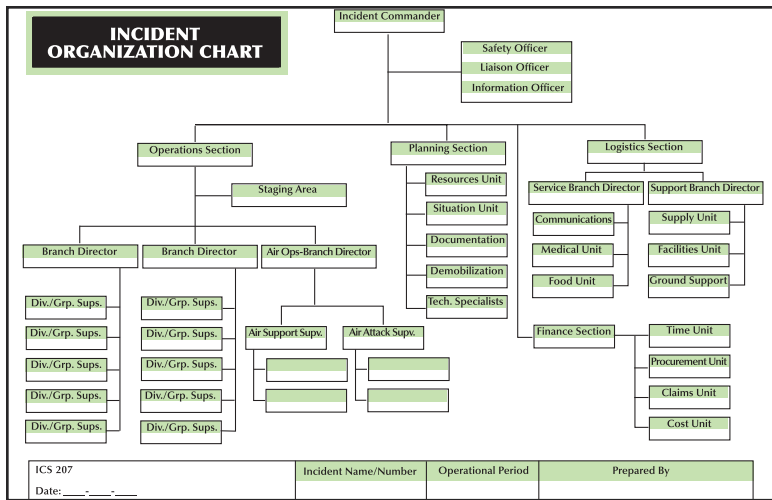 INCIDENT
ORGANIZATION CHART
Incident Commander
Safety Officer
Liaison Officer
Information Officer
Operations Section
Planning Section
Logistics Section
Staging Area
Resources Unit
Situation Unit
Documentation
Demobilization
Tech. Specialists
Service Branch Director
Support Branch Director
Communications
Medical Unit
Food Unit
Supply Unit
Facilities Unit
Ground Support
Branch Director
Branch Director
Air Ops-Branch Director
Div./Grp. Sups.
Div./Grp. Sups.
Div./Grp. Sups.
Div./Grp. Sups.
Div./Grp. Sups.
Div./Grp. Sups.
Div./Grp. Sups.
Div./Grp. Sups.
Div./Grp. Sups.
Div./Grp. Sups.
Air Support Supv.
Air Attack Supv.
Finance Section
Time Unit
Procurement Unit
Claims Unit
Cost Unit
ICS 207
Date: ___-___-___
Incident Name/Number
Operational Period
Prepared By